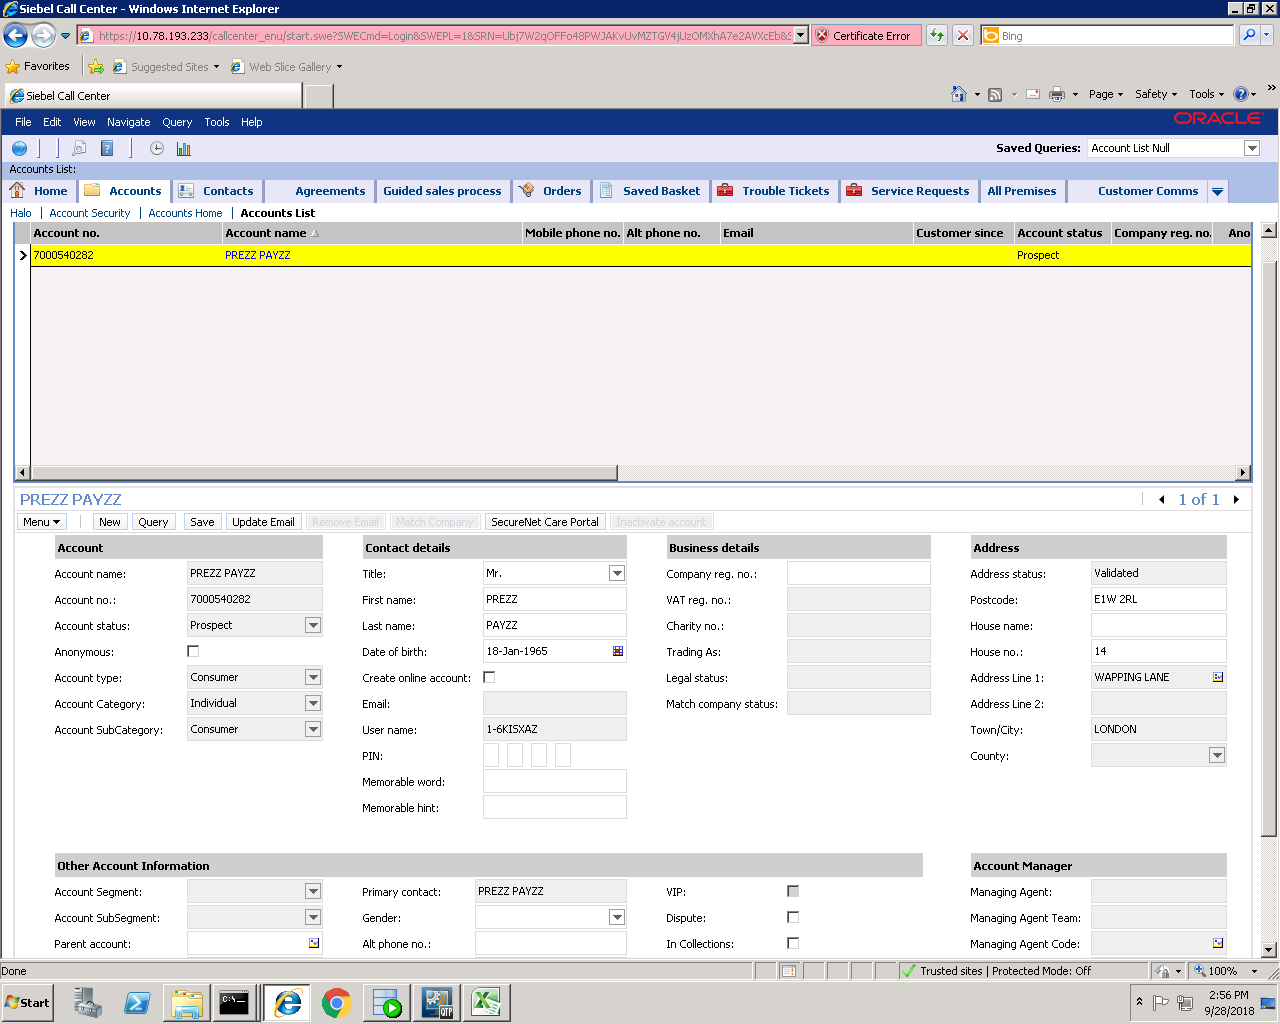 Siebel Call Center - Windows Internet Explorer
https://10.78.193.233/callcenter_enu/start.swe?SWECmd=Login&SWEPL=1&SRN=
Certificate Error
Bing
Favorites
Suggested Sites
Web Slice Gallery
Siebel Call Center
Page
Safety
Tools
File Edit View Navigate Query Tools Help
ORACLE
Saved Queries:
Account List Null
Accounts List:
Home
Accounts
Contacts
Agreements
Guided sales process
Orders
Saved Basket
Trouble Tickets
Service Requests
All Premises
Customer Comms
Halo | Account Security | Accounts Home | Accounts List
Account no. Account name Mobile phone no. Alt phone no. Email Customer since Account status Company reg. no. Ano
7000540282 PREZZ PAYZZ Prospect
PREZZ PAYZZ
1 of 1
Menu New Query Save Update Email Remove Email Match Company SecureNet Care Portal Inactivate account
Account
Account name: PREZZ PAYZZ
Account no.: 7000540282
Account status: Prospect
Anonymous:
Account type: Consumer
Account Category: Individual
Account SubCategory: Consumer
Contact details
Title: Mr.
First name: PREZZ
Last name: PAYZZ
Date of birth: 18-Jan-1965
Create online account:
Email:
User name: 1-6KISXAZ
PIN:
Memorable word:
Memorable hint:
Business details
Company reg. no.:
VAT reg. no.:
Charity no.:
Trading As:
Legal status:
Match company status:
Address
Address status: Validated
Postcode: E1W 2RL
House name:
House no.: 14
Address Line 1: WAPPING LANE
Address Line 2:
Town/City: LONDON
County:
Other Account Information
Account Segment:
Account SubSegment:
Parent account:
Primary contact: PREZZ PAYZZ
Gender:
Alt phone no.:
VIP:
Dispute:
In Collections:
Account Manager
Managing Agent:
Managing Agent Team:
Managing Agent Code:
Done
Trusted sites | Protected Mode: Off
100%
Start
C:\.
QTP
2:56 PM
9/28/2018